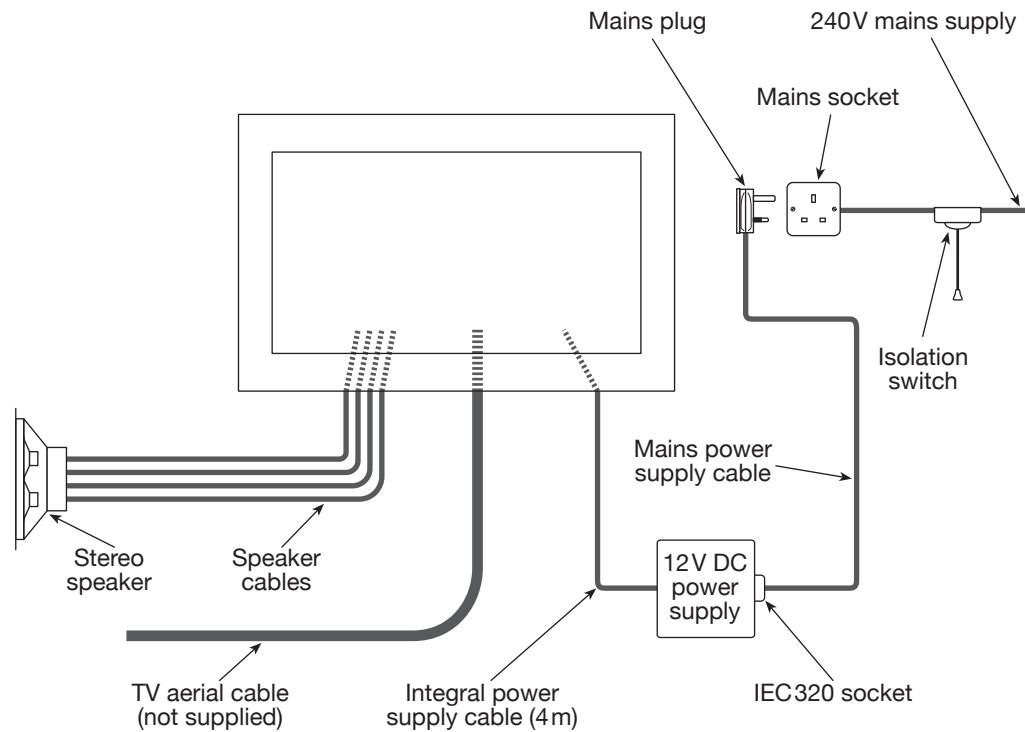 Mains plug
240V mains supply
Mains socket
Isolation
switch
Mains power
supply cable
12V DC
power
supply
Stereo
speaker
Speaker
cables
TV aerial cable
(not supplied)
Integral power
supply cable (4m)
IEC320 socket